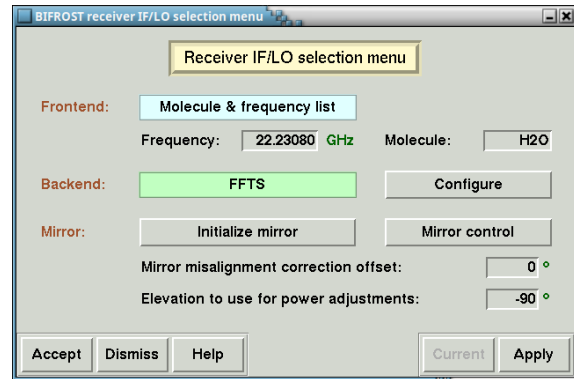 BIFROST receiver IF/LO selection menu
Receiver IF/LO selection menu
Frontend: Molecule & frequency list
Frequency: 22.23080 GHz Molecule: H2O
Backend: FFTS Configure
Mirror: Initialize mirror Mirror control
Mirror misalignment correction offset: 0 °
Elevation to use for power adjustments: -90 °
Accept Dismiss Help Current Apply